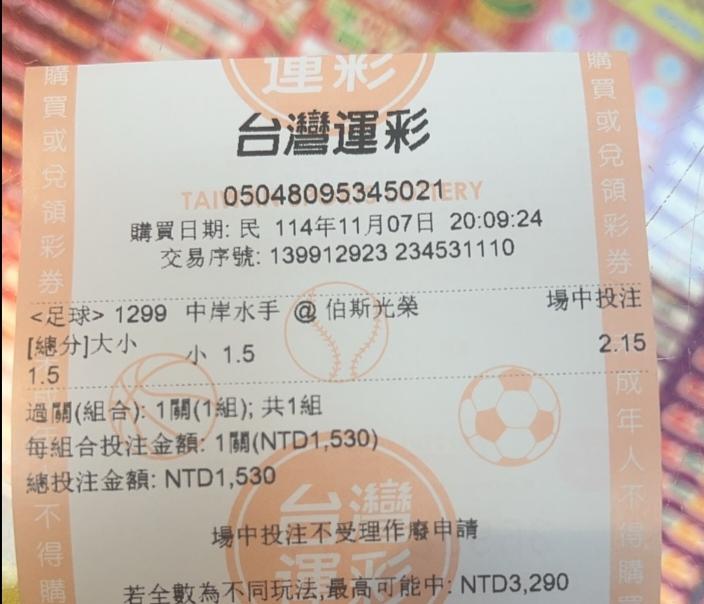 運彩
台灣運彩
TAI ERY
05048095345021
購買日期: 民 114年11月07日 20:09:24
交易序號: 139912923 234531110
<足球> 1299 中岸水手 @ 伯斯光榮 場中投注
[總分]大小 小 1.5 2.15
1.5
過關(組合): 1關(1組); 共1組
每組合投注金額: 1關(NTD1,530)
總投注金額: NTD1,530
台灣
運彩
場中投注不受理作廢申請
若全數為不同玩法,最高可能中: NTD3,290
購買或兌領彩券
不得購
購買或兌領彩券
成年人不得購